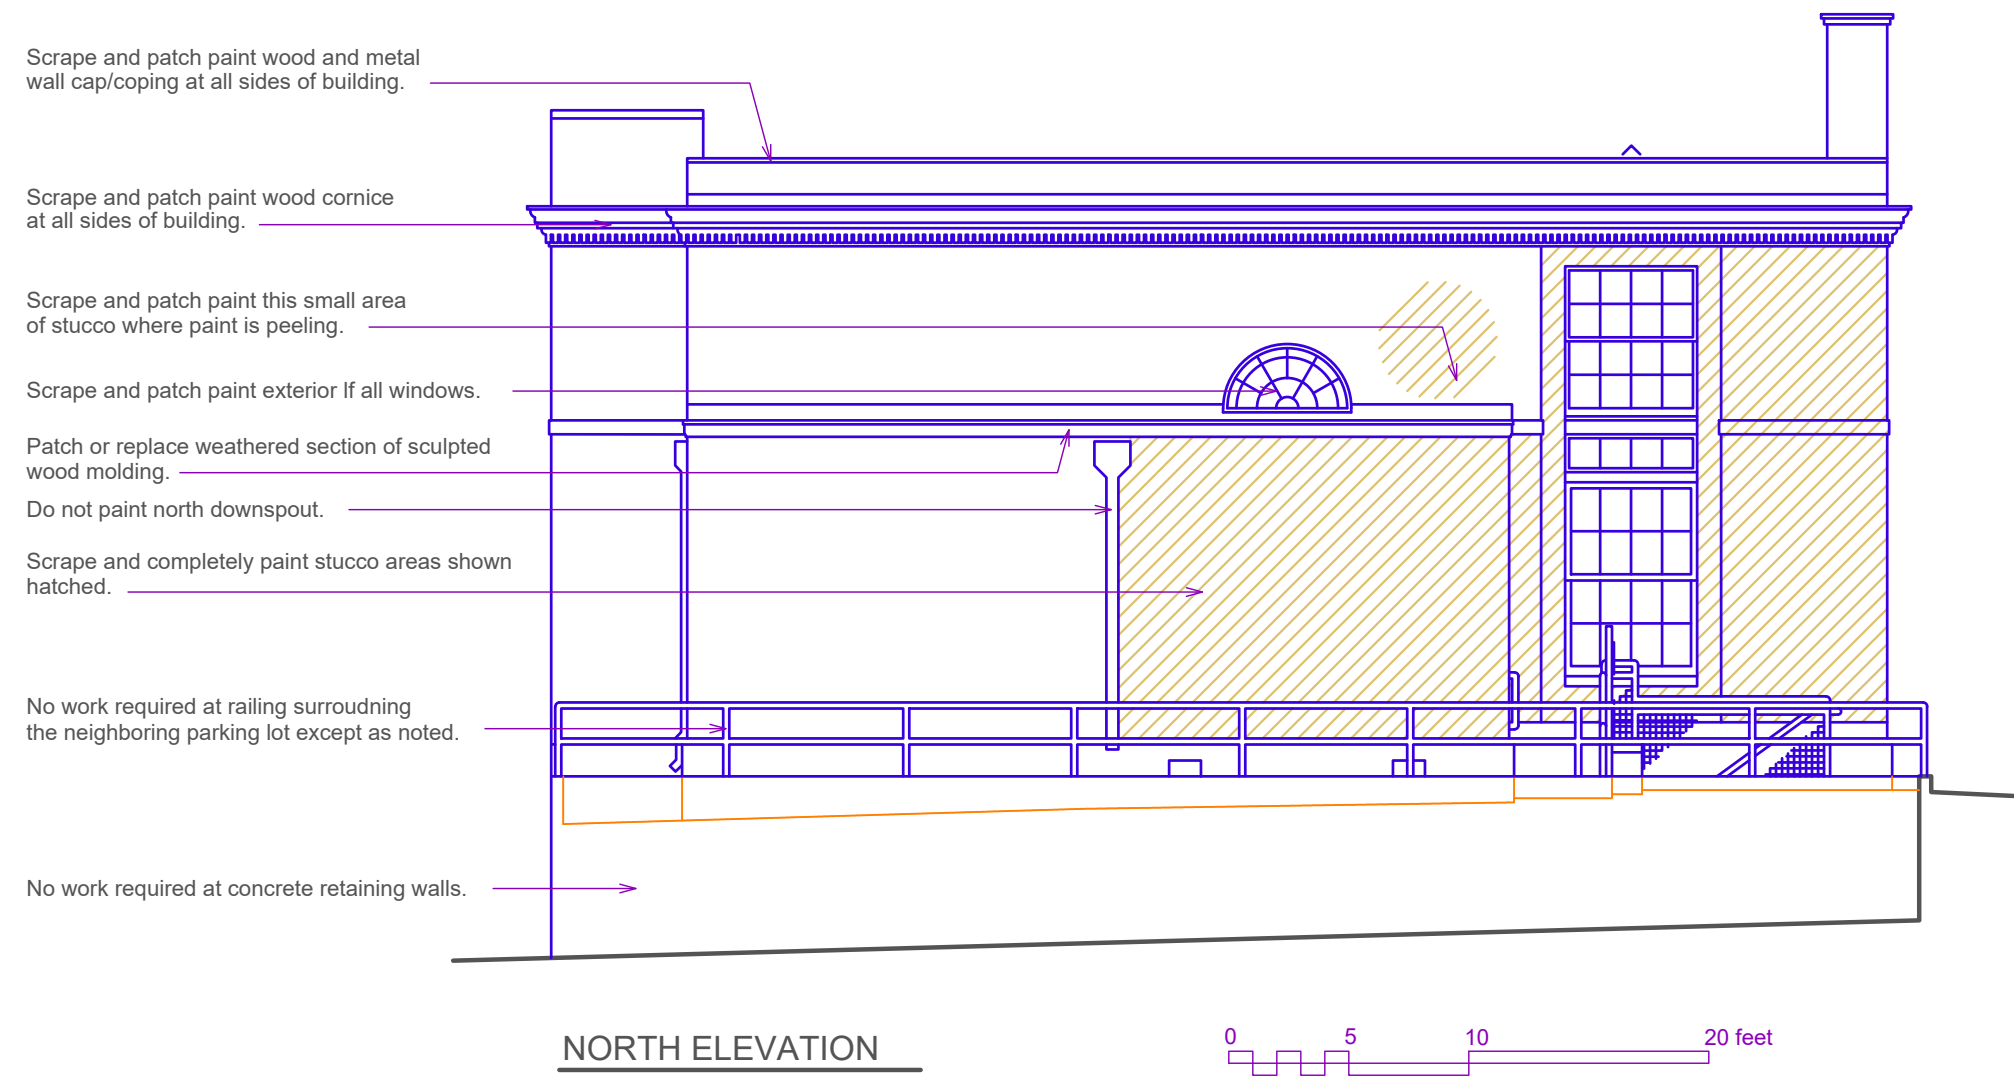 Scrape and patch paint wood and metal
wall cap/coping at all sides of building.
Scrape and patch paint wood cornice
at all sides of building.
Scrape and patch paint this small area
of stucco where paint is peeling.
Scrape and patch paint exterior lf all windows.
Patch or replace weathered section of sculpted
wood molding.
Do not paint north downspout.
Scrape and completely paint stucco areas shown
hatched.
No work required at railing surroudning
the neighboring parking lot except as noted.
No work required at concrete retaining walls.
NORTH ELEVATION
0 5 10 20 feet